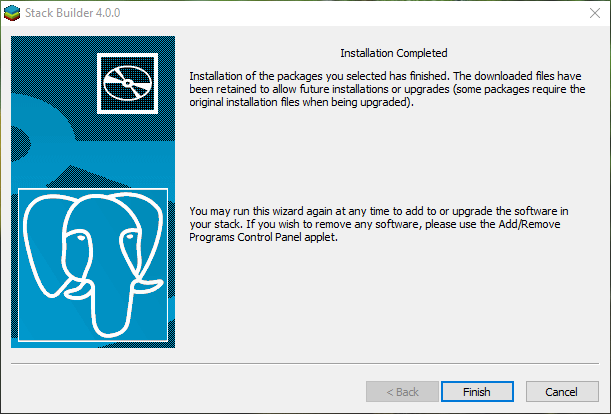 Stack Builder 4.0.0
Installation Completed
Installation of the packages you selected has finished. The downloaded files have
been retained to allow future installations or upgrades (some packages require the
original installation files when being upgraded).
You may run this wizard again at any time to add to or upgrade the software in
your stack. If you wish to remove any software, please use the Add/Remove
Programs Control Panel applet.
< Back
Finish
Cancel